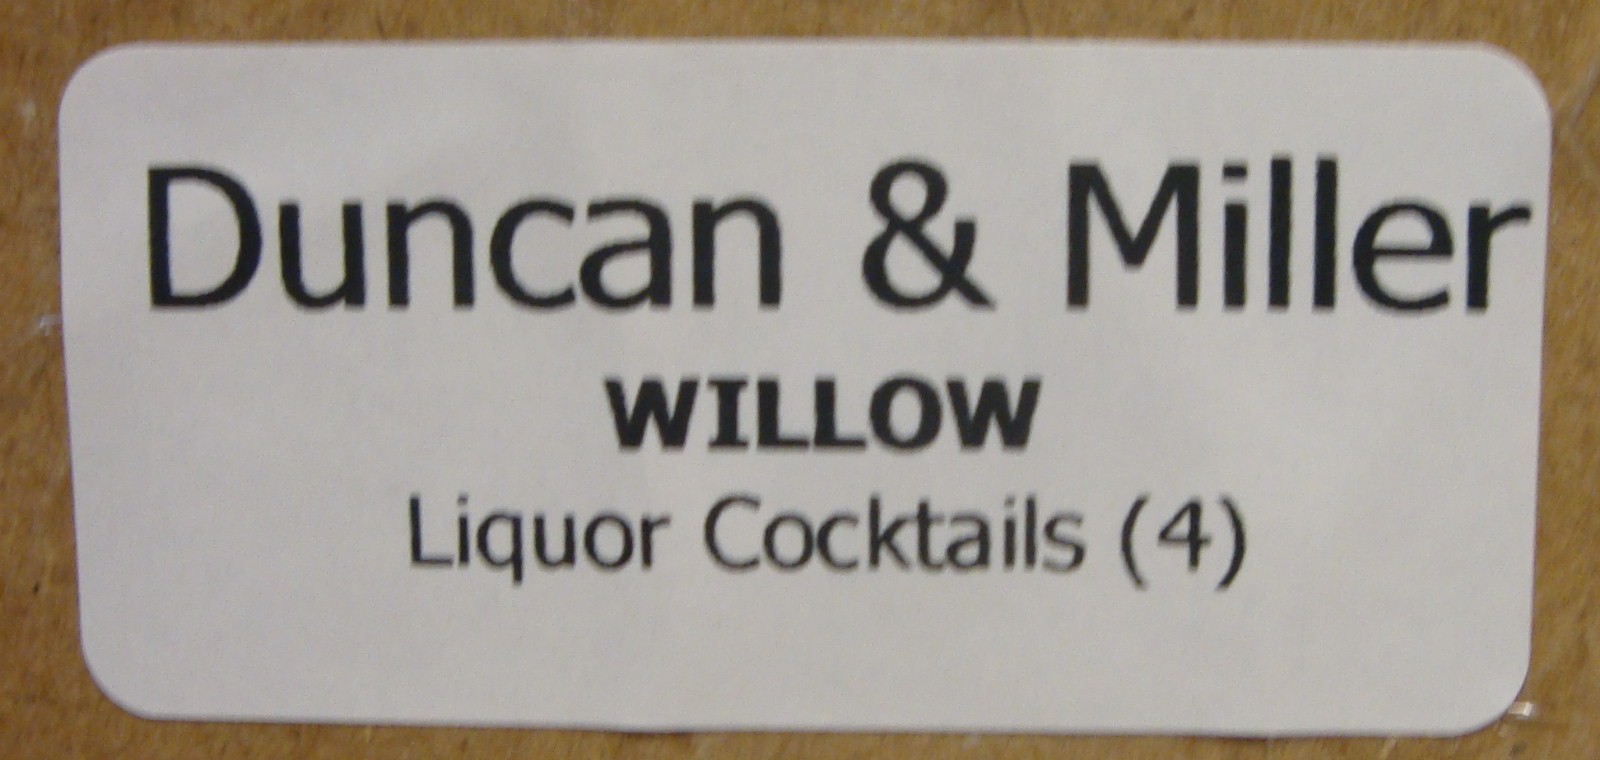 Duncan & Miller
WILLOW
Liquor Cocktails (4)